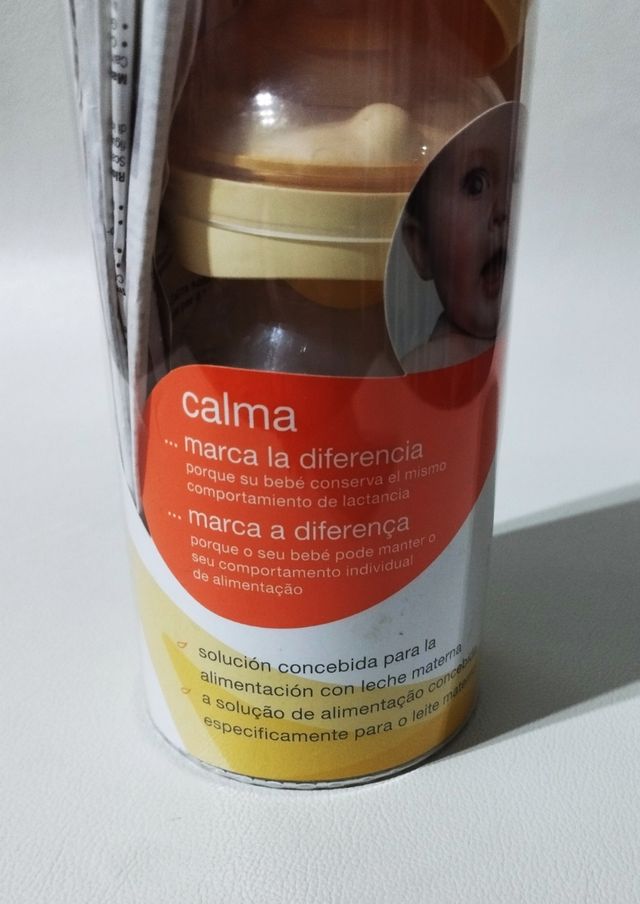 calma
... marca la diferencia
porque su bebé conserva el mismo
comportamiento de lactancia
... marca a diferença
porque o seu bebé pode manter o
seu comportamento individual
de alimentação
solución concebida para la
alimentación con leche materna
a solução de alimentação
especificamente para o leite